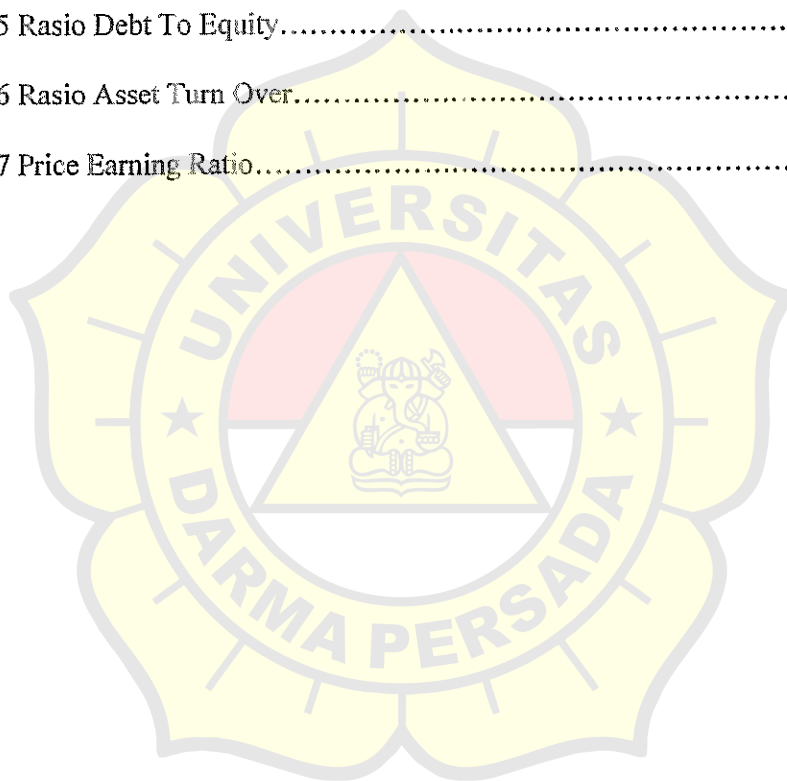 5 Rasio Debt To Equity........................................................
6 Rasio Asset Turn Over......................................................
7 Price Earning Ratio..........................................................
UNIVERSITAS
DARMA PERSADA